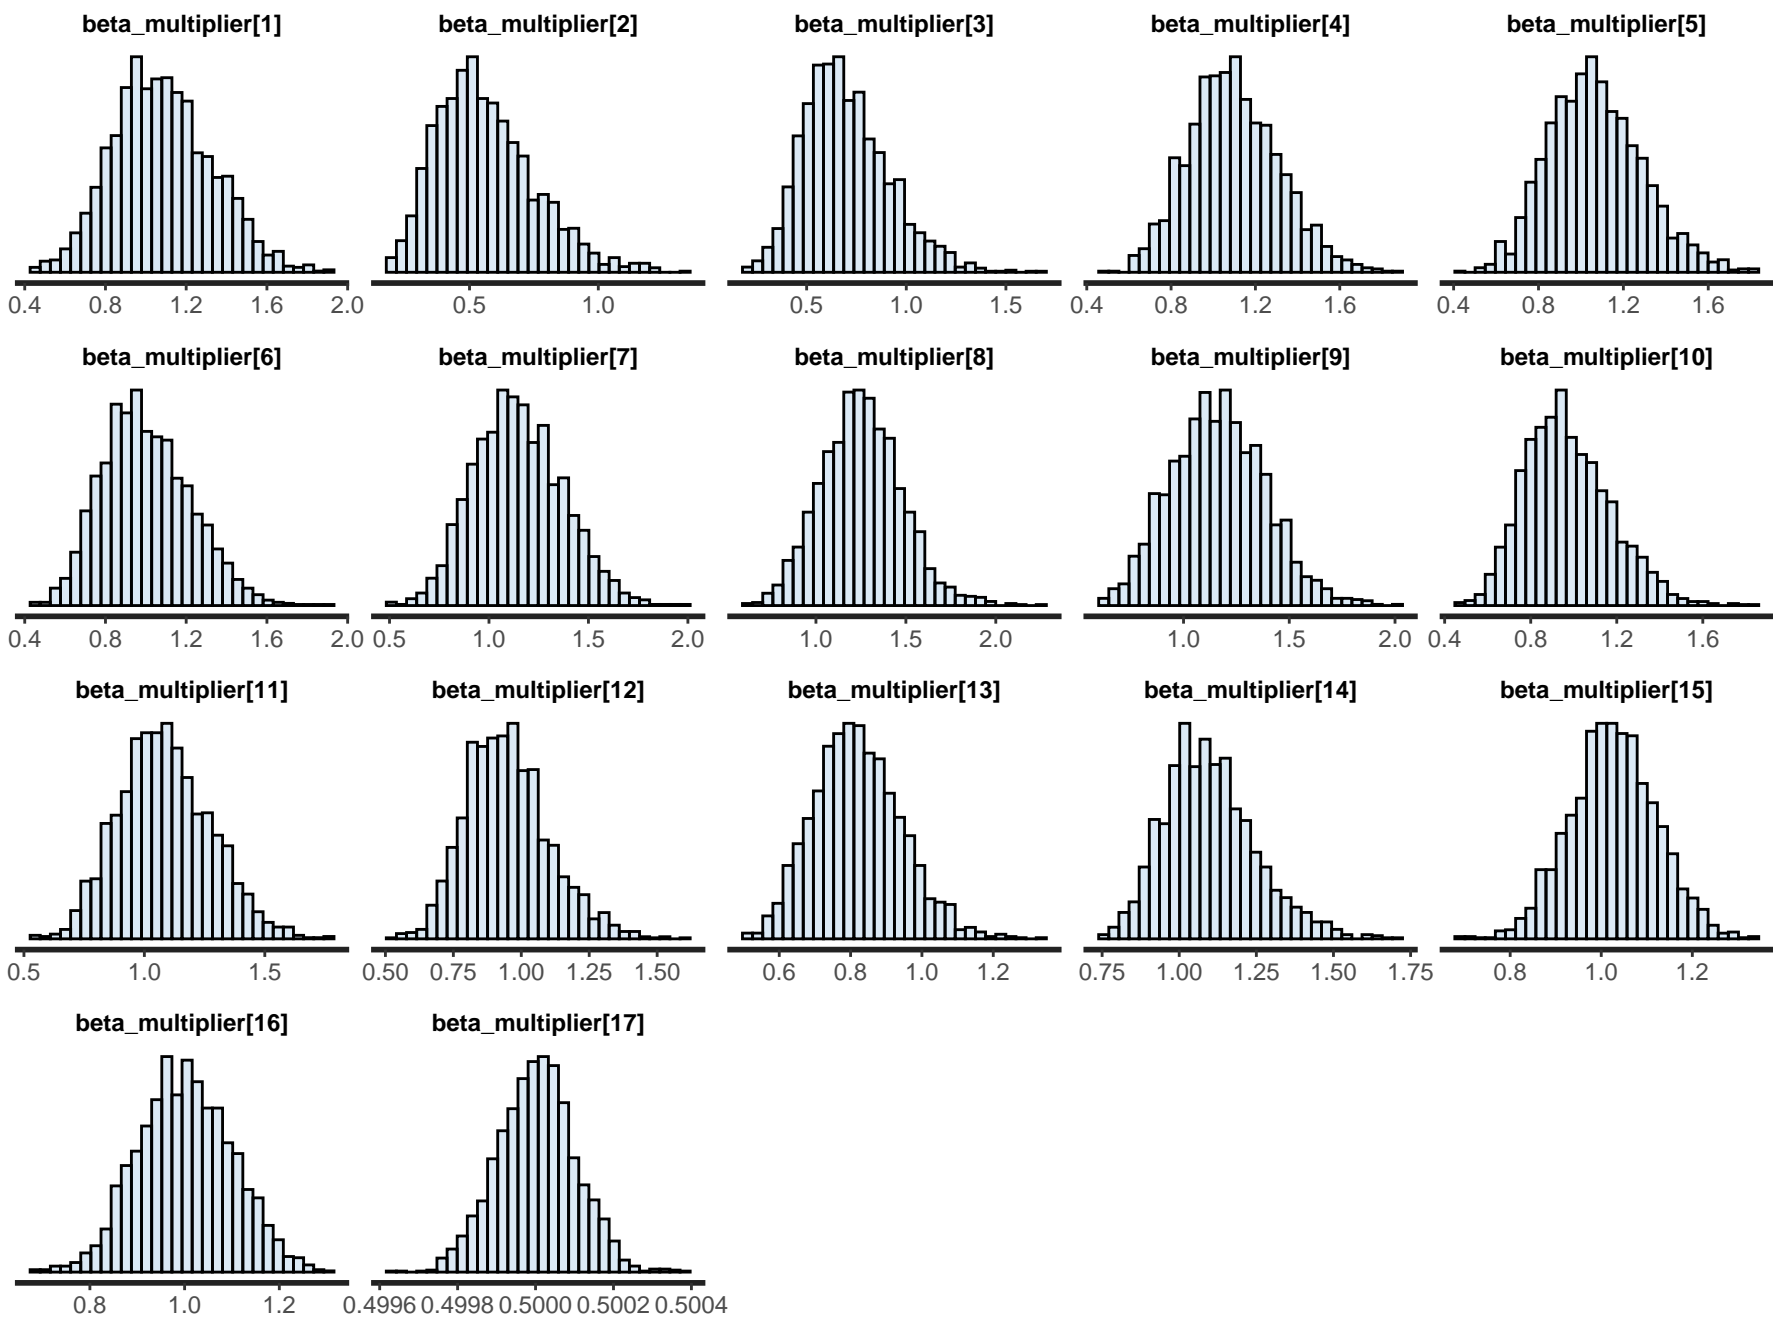 beta_multiplier[1] beta_multiplier[2] beta_multiplier[3] beta_multiplier[4] beta_multiplier[5]
0.4 0.8 1.2 1.6 2.0 0.5 1.0 0.5 1.0 1.5 0.4 0.8 1.2 1.6 0.4 0.8 1.2 1.6
beta_multiplier[6] beta_multiplier[7] beta_multiplier[8] beta_multiplier[9] beta_multiplier[10]
0.4 0.8 1.2 1.6 2.0 0.5 1.0 1.5 2.0 1.0 1.5 2.0 1.0 1.5 2.0 0.4 0.8 1.2 1.6
beta_multiplier[11] beta_multiplier[12] beta_multiplier[13] beta_multiplier[14] beta_multiplier[15]
0.5 1.0 1.5 0.50 0.75 1.00 1.25 1.50 0.6 0.8 1.0 1.2 0.75 1.00 1.25 1.50 1.75 0.8 1.0 1.2
beta_multiplier[16] beta_multiplier[17]
0.8 1.0 1.2 0.4996 0.4998 0.5000 0.5002 0.5004